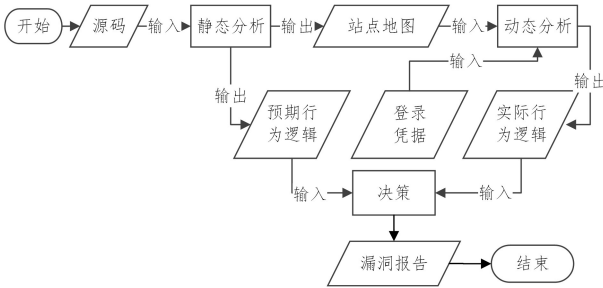 开始
源码
输入
静态分析
输出
站点地图
输入
动态分析
输入
输出
输出
预期行
为逻辑
登录
凭据
实际行
为逻辑
输入
决策
输入
漏洞报告
结束